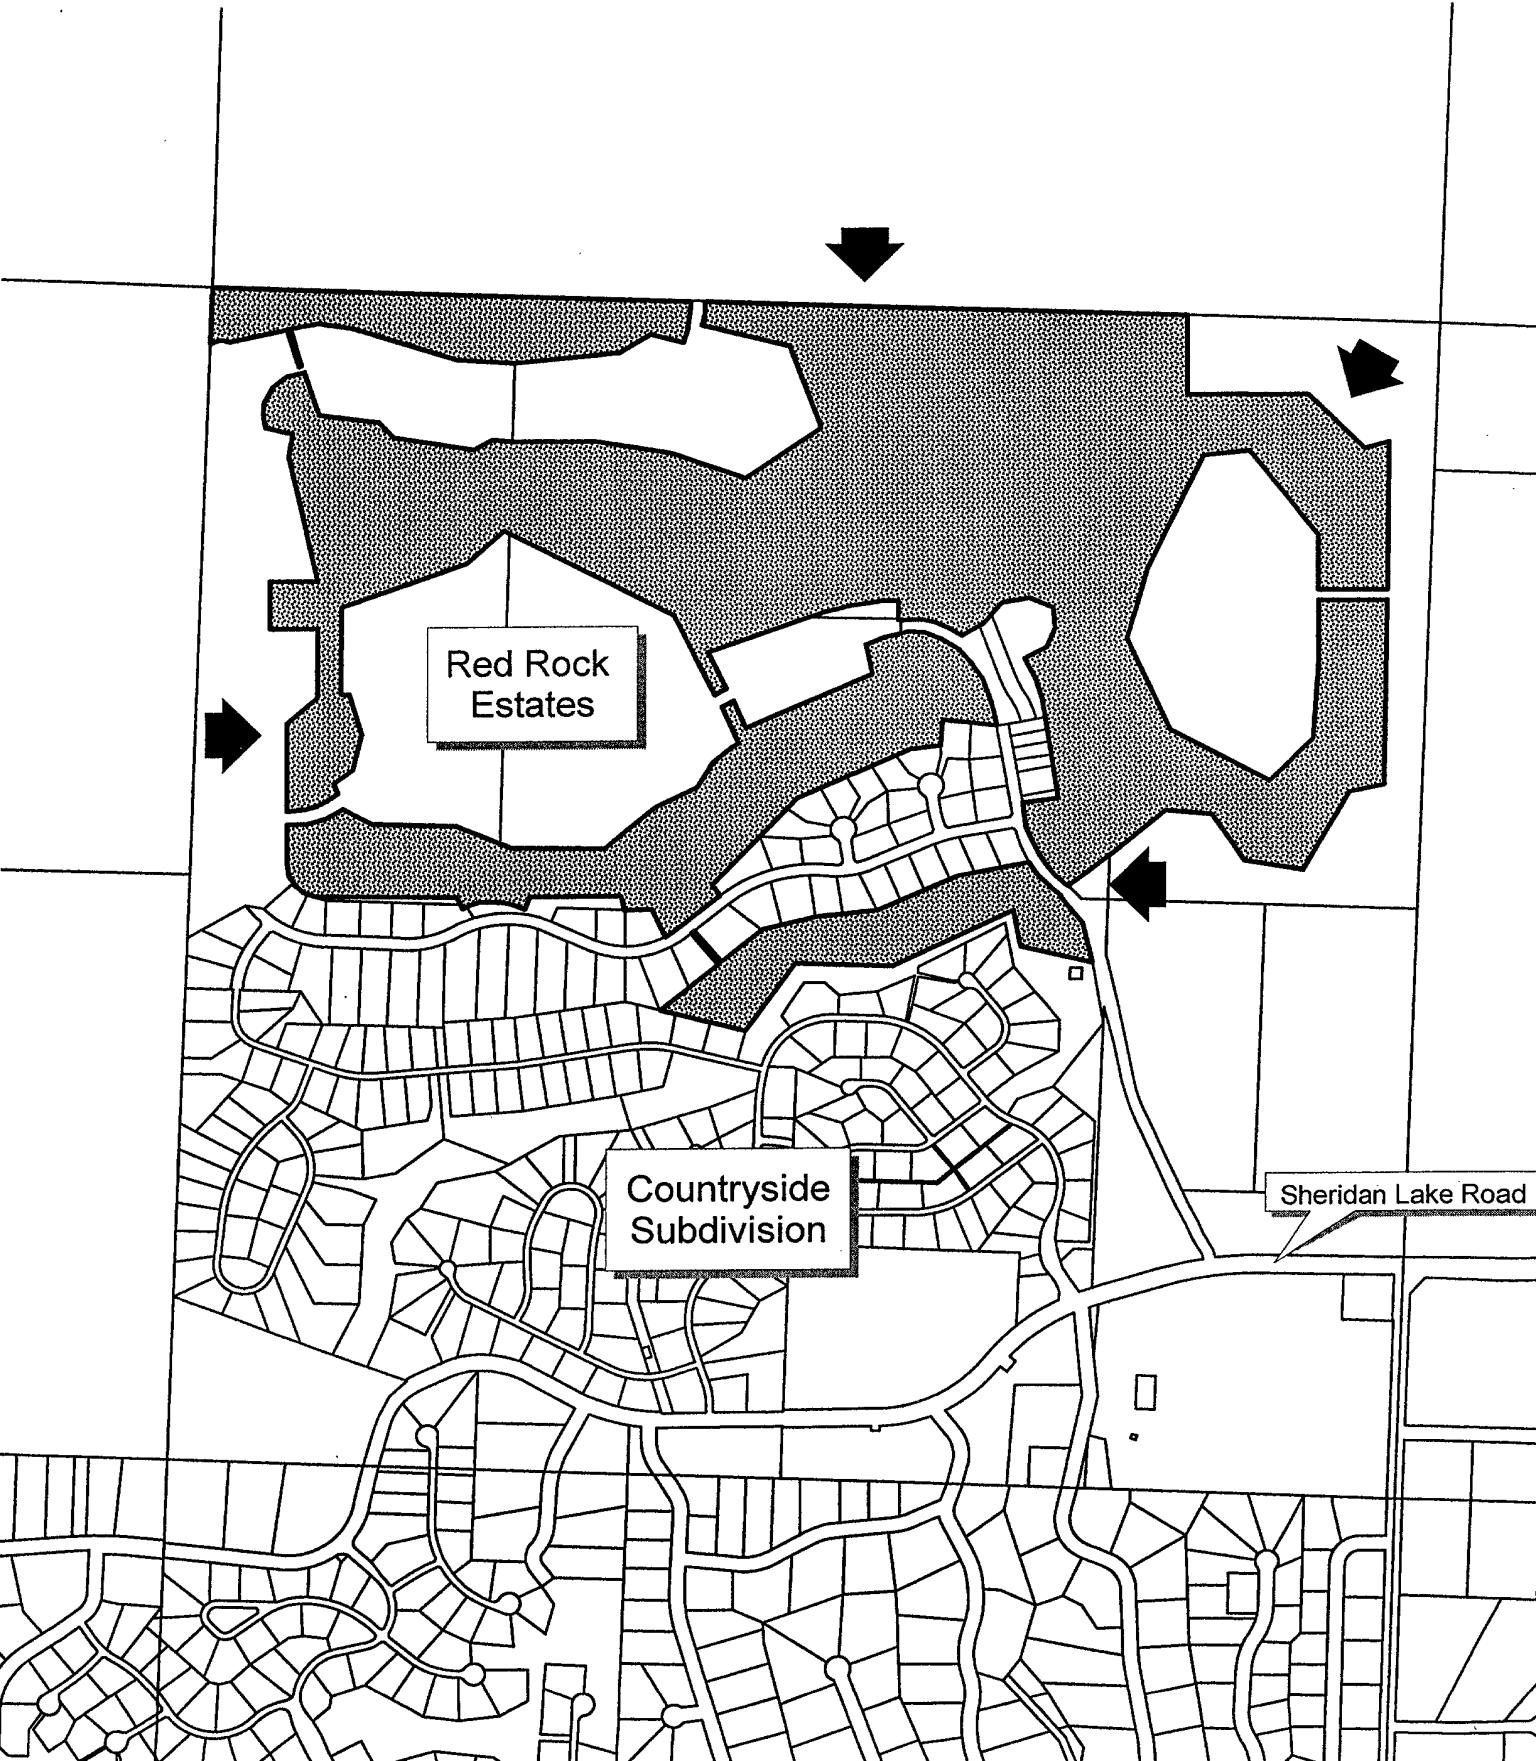 Red Rock
Estates
Countryside
Subdivision
Sheridan Lake Road